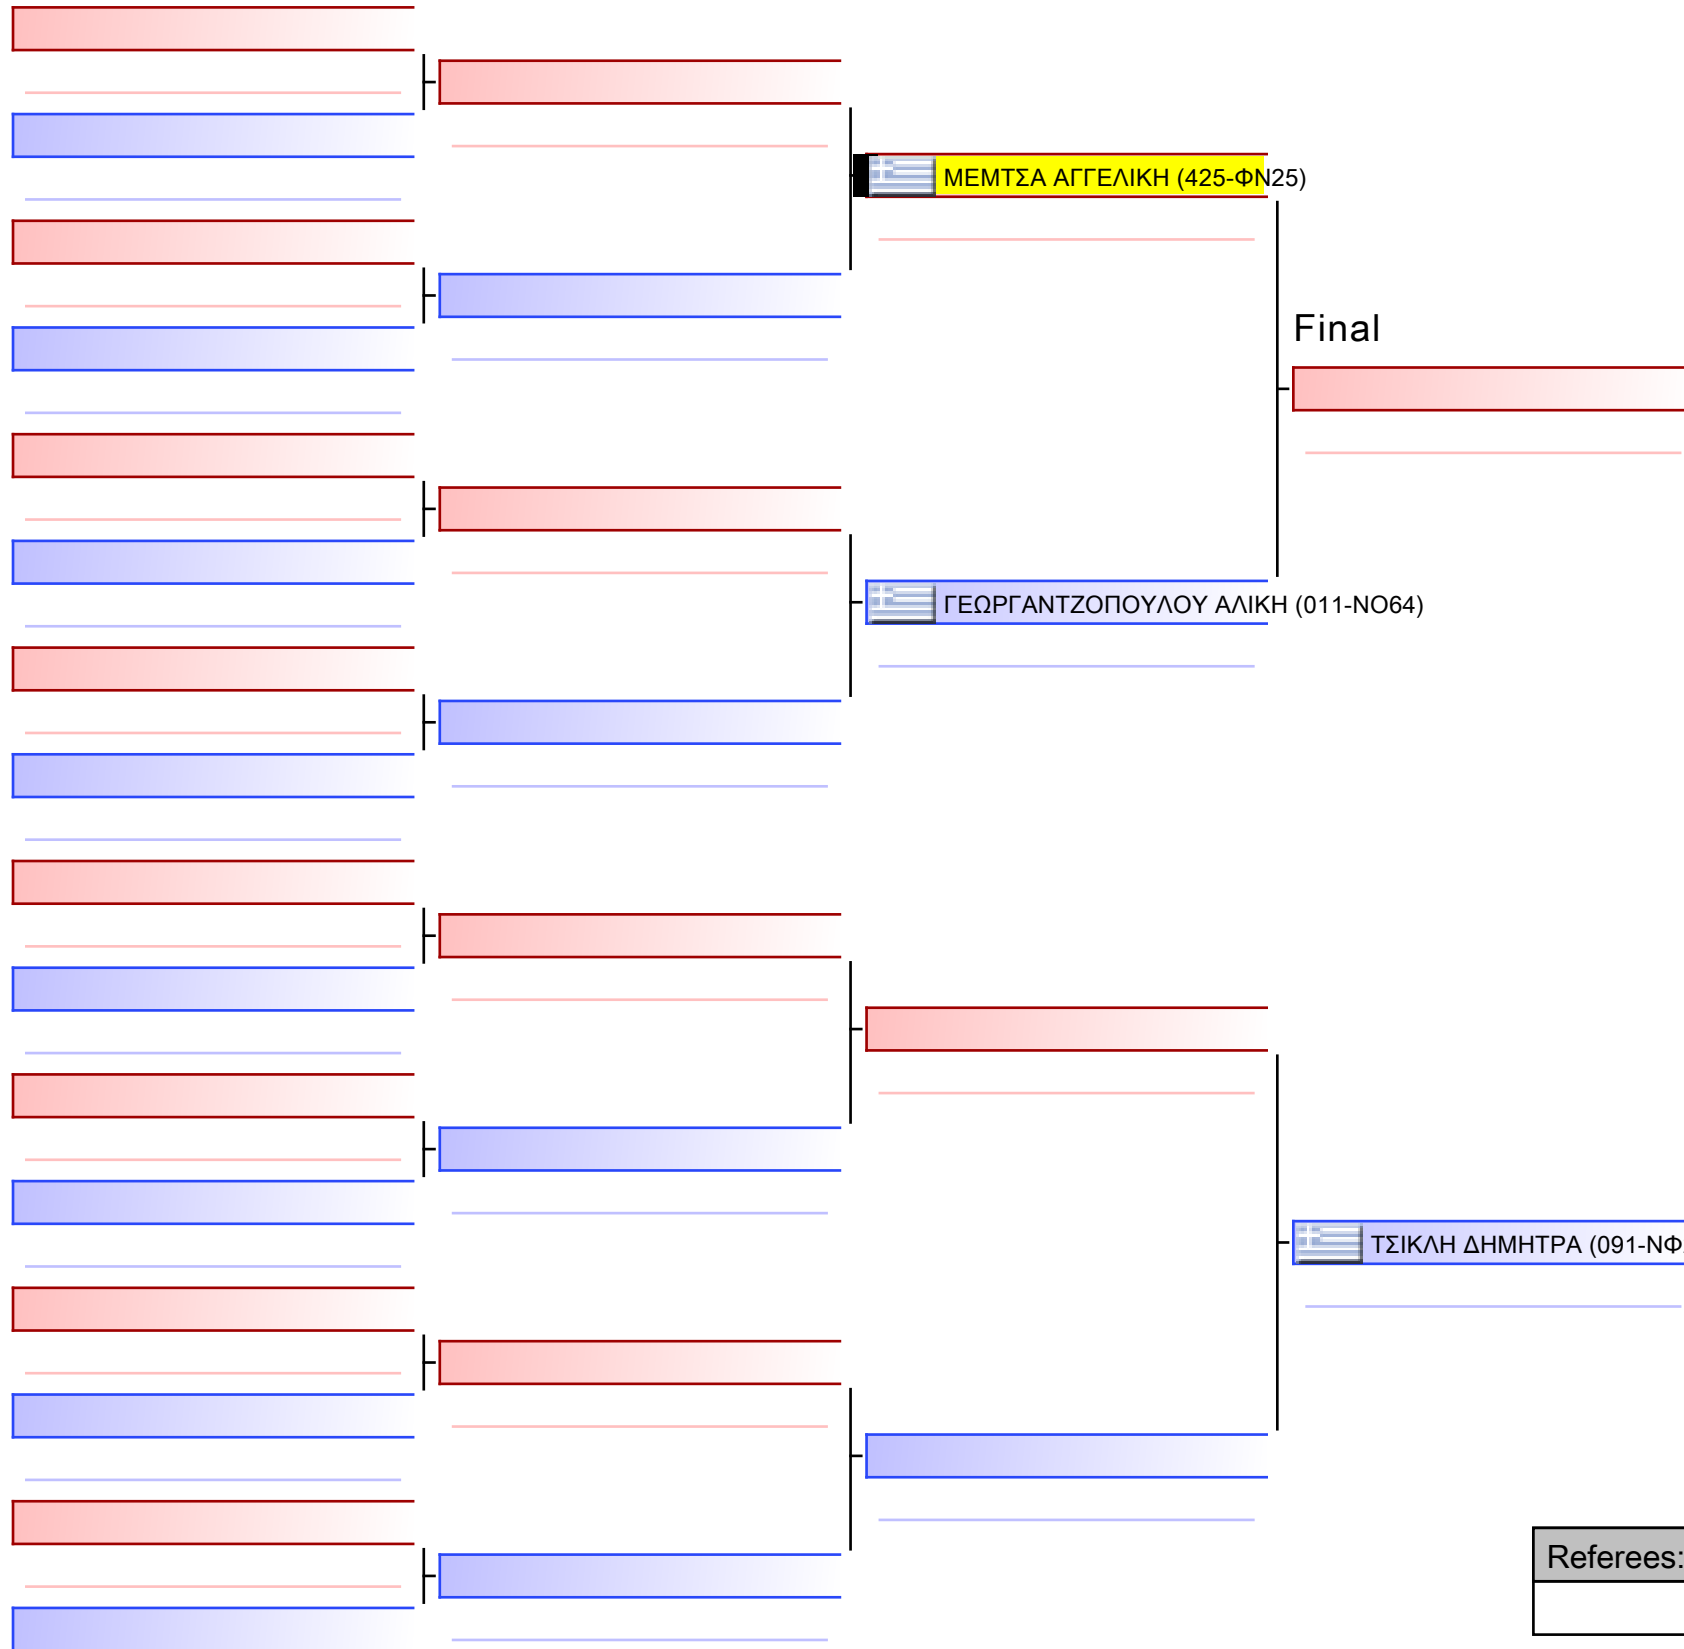 ΜΕΜΤΣΑ ΑΓΓΕΛΙΚΗ (425-ΦΝ25)
Final
ΓΕΩΡΓΑΝΤΖΟΠΟΥΛΟΥ ΑΛΙΚΗ (011-ΝΟ64)
ΤΣΙΚΛΗ ΔΗΜΗΤΡΑ (091-ΝΦ
Referees: